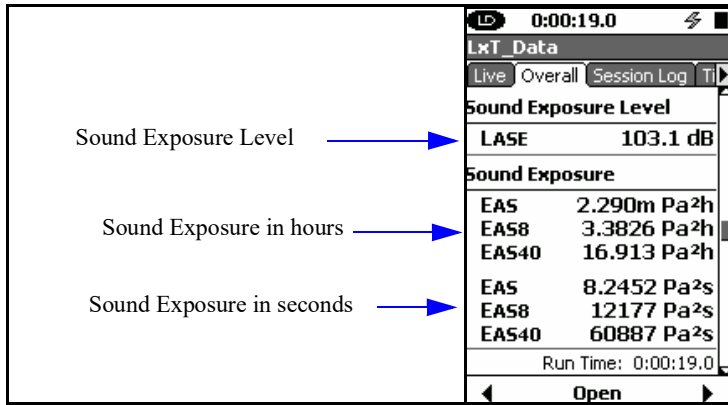 LD 0:00:19.0
LxT_Data
Live Overall Session Log Ti
Sound Exposure Level
Sound Exposure Level
LASE 103.1 dB
Sound Exposure
EAS 2.290m Pa²h
Sound Exposure in hours
EAS8 3.3826 Pa²h
EAS40 16.913 Pa²h
EAS 8.2452 Pa²s
Sound Exposure in seconds
EAS8 12177 Pa²s
EAS40 60887 Pa²s
Run Time: 0:00:19.0
Open